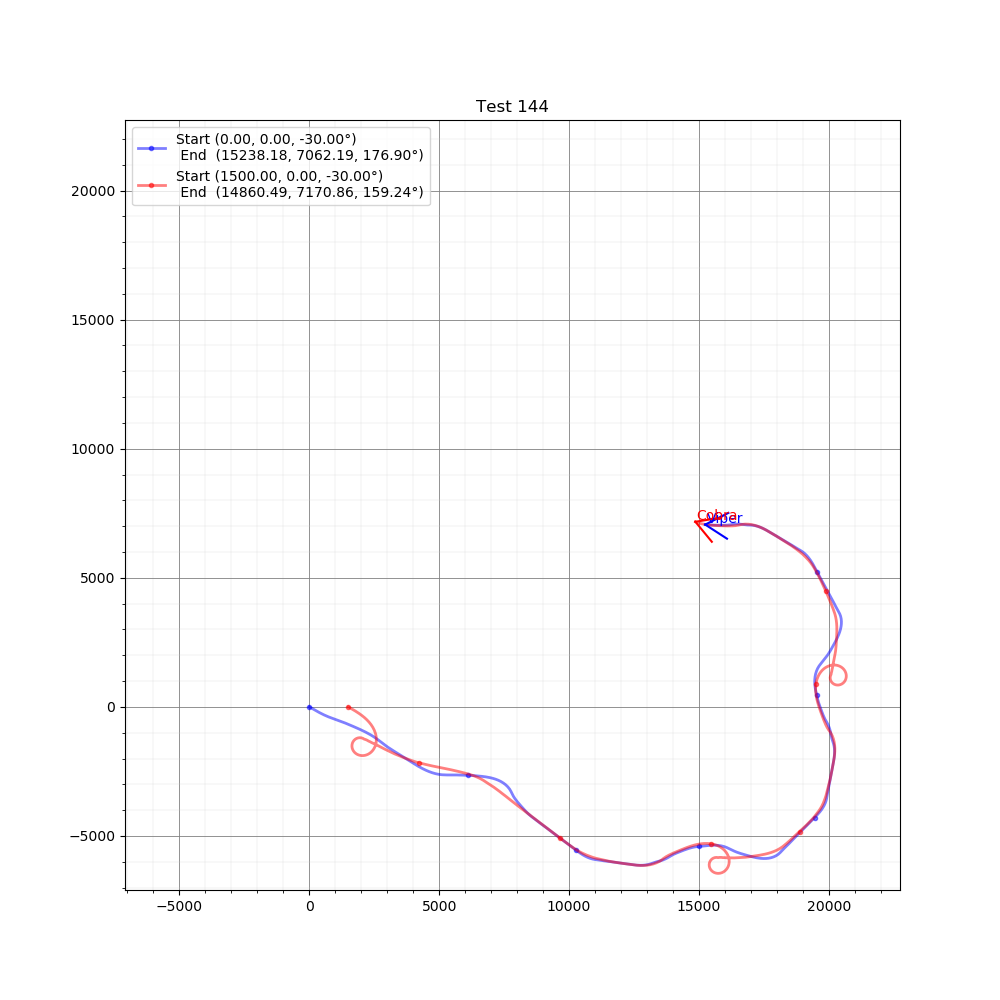 Test 144
Start (0.00, 0.00, -30.00°)
End  (15238.18, 7062.19, 176.90°)
Start (1500.00, 0.00, -30.00°)
End  (14860.49, 7170.86, 159.24°)
20000
15000
10000
5000
0
−5000
Cobra
Viper
−5000
0
5000
10000
15000
20000